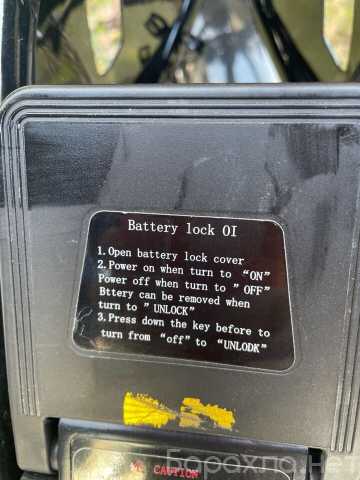 Battery lock OI
1.Open battery lock cover
2.Power on when turn to “ON”
Power off when turn to ” OFF”
Bttery can be removed when
turn to ” UNLOCK”
3.Press down the key before to
turn from “off” to “UNLODK”
CAUTION
Барахла.net